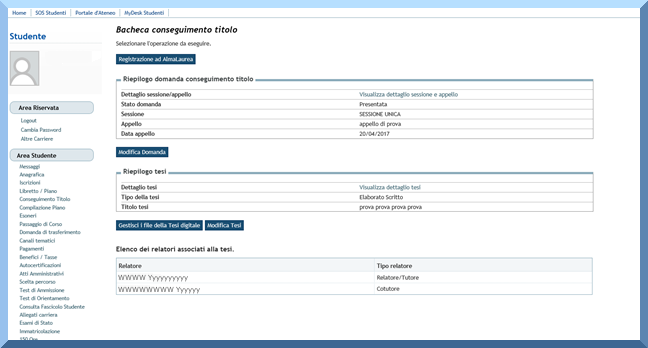 Home SOS Studenti Portale d'Ateneo MyDesk Studenti
Studente
Area Riservata
Logout
Cambia Password
Altre Carriere
Area Studente
Messaggi
Anagrafica
Iscrizioni
Libretto / Piano
Conseguimento Titolo
Compilazione Piano
Esoneri
Passaggio di Corso
Domanda di trasferimento
Canali tematici
Pagamenti
Benefici / Tasse
Autocertificazioni
Atti Amministrativi
Scelta percorso
Test di Ammissione
Test di Orientamento
Consulta Fascicolo Studente
Allegati carriera
Esami di Stato
Immatricolazione
Bacheca conseguimento titolo
Selezionare l'operazione da eseguire.
Registrazione ad AlmaLaurea
Riepilogo domanda conseguimento titolo
Dettaglio sessione/appello Visualizza dettaglio sessione e appello
Stato domanda Presentata
Sessione SESSIONE UNICA
Appello appello di prova
Data appello 20/04/2017
Modifica Domanda
Riepilogo tesi
Dettaglio tesi Visualizza dettaglio tesi
Tipo della tesi Elaborato Scritto
Titolo tesi prova prova prova prova
Gestisci i file della Tesi digitale Modifica Tesi
Elenco dei relatori associati alla tesi.
Relatore Tipo relatore
WWWW Yyyyyyyyyy Relatore/Tutore
WWWWWWWW Yyyyyy Cotutore